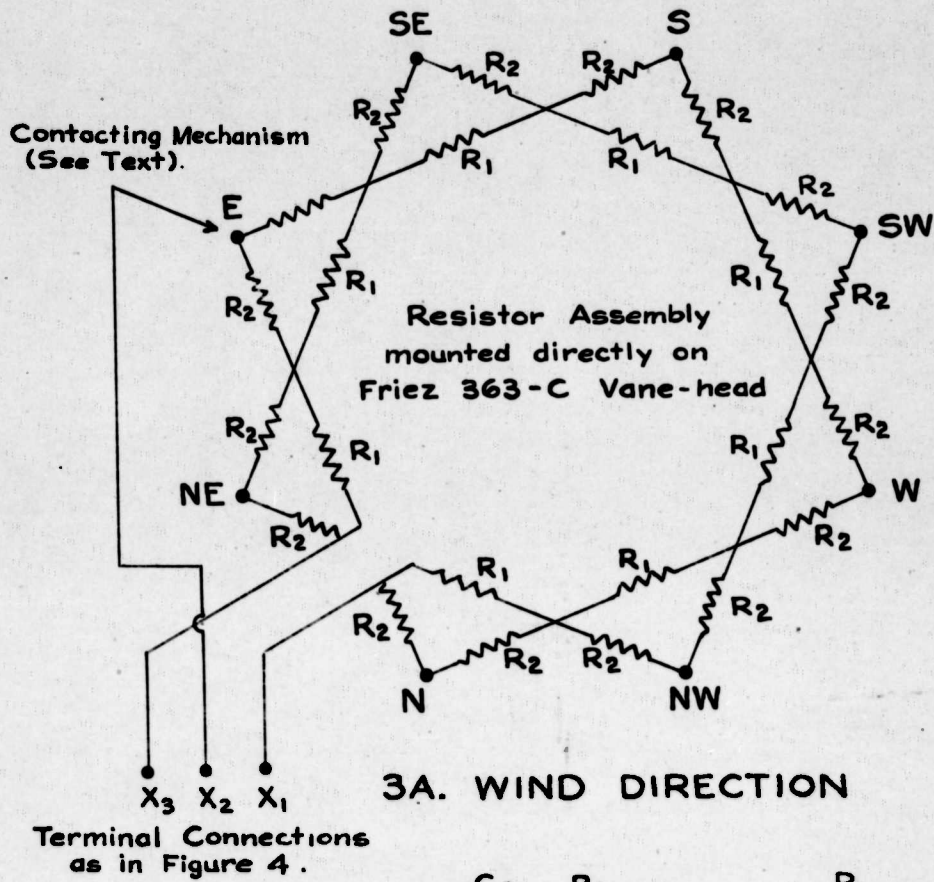 SE
S
R₂
R₂
R₂
R₂
Contacting Mechanism
(See Text).
R₁
R₁
R₂
E
SW
R₂
R₁
R₁
R₂
Resistor Assembly
mounted directly on
Friez 363-C Vane-head
R₂
R₁
R₁
R₂
NE
W
R₂
R₂
R₁
R₁
R₂
R₂
R₂
R₂
N
NW
X₃ X₂ X₁
3A. WIND DIRECTION
Terminal Connections
as in Figure 4.